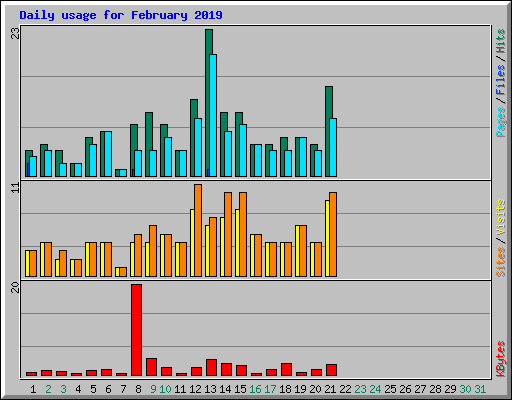 Daily usage for February 2019
23
Pages / Files / Hits
11
Sites / Visits
20
KBytes
1 2 3 4 5 6 7 8 9 10 11 12 13 14 15 16 17 18 19 20 21 22 23 24 25 26 27 28 29 30 31